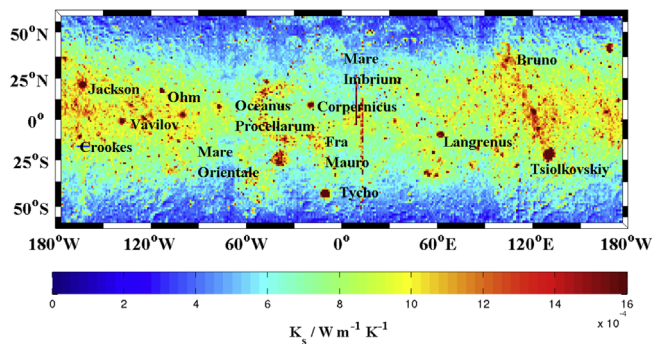 50°N
Mare
Bruno
25°N
Jackson
Imbrium
Ohm
Oceanus
Corpernicus
0°
Vavilov
Procellarum
Crookes
Mare
Fra
Langrenus
25°S
Orientale
Mauro
Tsiolkovskiy
Tycho
50°S
180°W 120°W 60°W 0° 60°E 120°E 180°W
0 2 4 6 8 10 12 14 16
x 10⁻⁴
Kₛ / W m⁻¹ K⁻¹